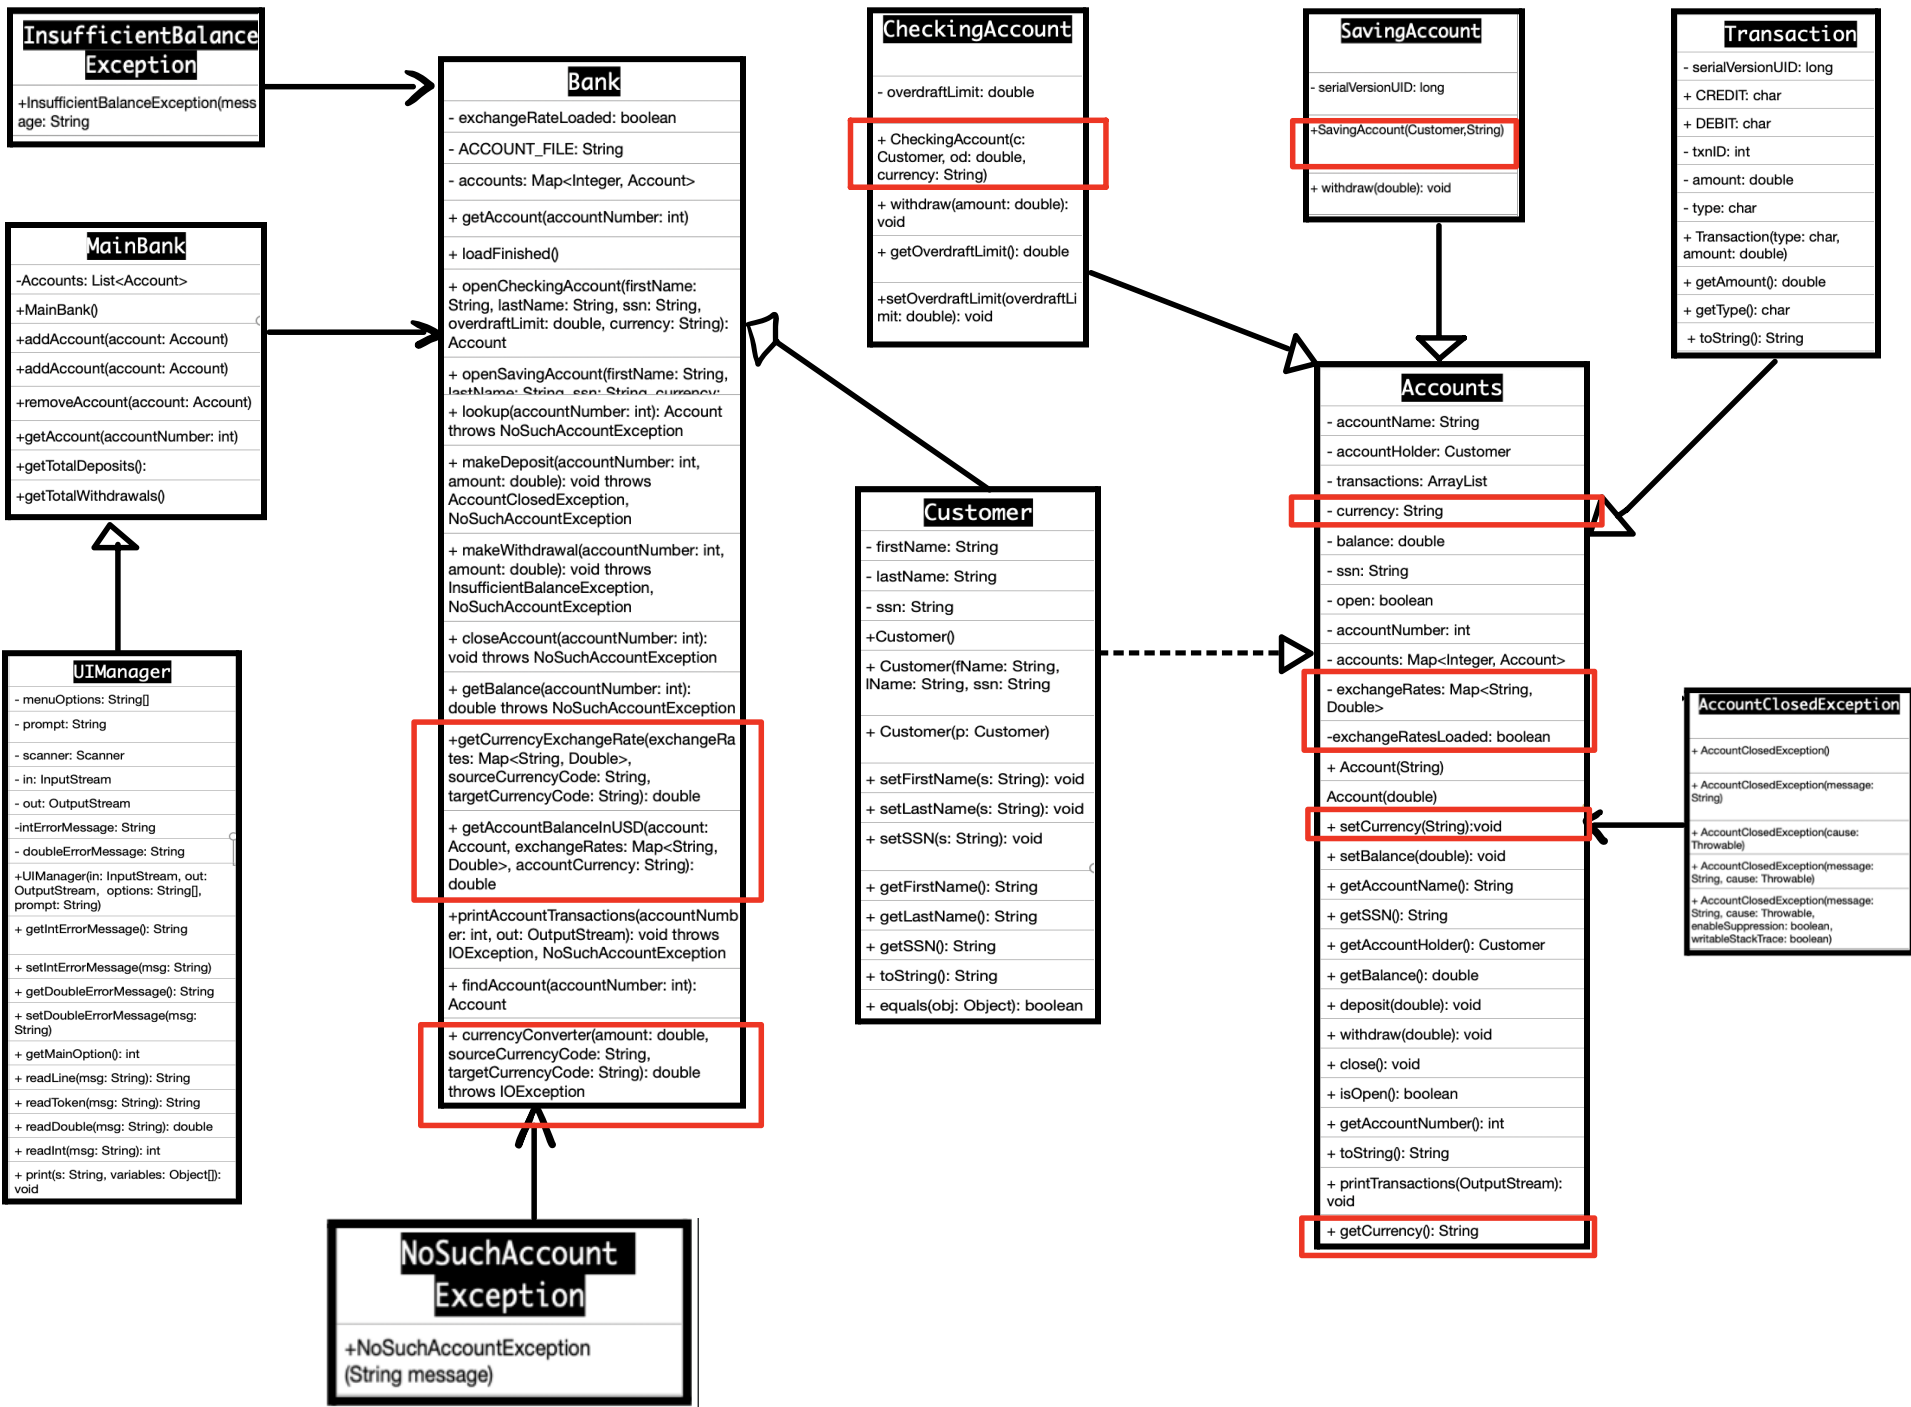 InsufficientBalance
Exception
+InsufficientBalanceException(mess
age: String
MainBank
-Accounts: List<Account>
+MainBank()
+addAccount(account: Account)
+addAccount(account: Account)
+removeAccount(account: Account)
+getAccount(accountNumber: int)
+getTotalDeposits():
+getTotalWithdrawals()
UIManager
- menuOptions: String[]
- prompt: String
- scanner: Scanner
- in: InputStream
- out: OutputStream
-intErrorMessage: String
- doubleErrorMessage: String
+UIManager(in: InputStream, out:
OutputStream, options: String[],
prompt: String)
+ getIntErrorMessage(): String
+ setIntErrorMessage(msg: String)
+ getDoubleErrorMessage(): String
+ setDoubleErrorMessage(msg:
String)
+ getMainOption(): int
+ readLine(msg: String): String
+ readToken(msg: String): String
+ readDouble(msg: String): double
+ readInt(msg: String): int
+ print(s: String, variables: Object[]):
void
Bank
- exchangeRateLoaded: boolean
- ACCOUNT_FILE: String
- accounts: Map<Integer, Account>
+ getAccount(accountNumber: int)
+ loadFinished()
+ openCheckingAccount(firstName:
String, lastName: String, ssn: String,
overdraftLimit: double, currency: String):
Account
+ openSavingAccount(firstName: String,
lastName: String, ssn: String, currency:
+ lookup(accountNumber: int): Account
throws NoSuchAccountException
+ makeDeposit(accountNumber: int,
amount: double): void throws
AccountClosedException,
NoSuchAccountException
+ makeWithdrawal(accountNumber: int,
amount: double): void throws
InsufficientBalanceException,
NoSuchAccountException
+ closeAccount(accountNumber: int):
void throws NoSuchAccountException
+ getBalance(accountNumber: int):
double throws NoSuchAccountException
+getCurrencyExchangeRate(exchangeRa
tes: Map<String, Double>,
sourceCurrencyCode: String,
targetCurrencyCode: String): double
+ getAccountBalanceInUSD(account:
Account, exchangeRates: Map<String,
Double>, accountCurrency: String):
double
+printAccountTransactions(accountNumb
er: int, out: OutputStream): void throws
IOException, NoSuchAccountException
+ findAccount(accountNumber: int):
Account
+ currencyConverter(amount: double,
sourceCurrencyCode: String,
targetCurrencyCode: String): double
throws IOException
NoSuchAccount
Exception
+NoSuchAccountException
(String message)
CheckingAccount
- overdraftLimit: double
+ CheckingAccount(c:
Customer, od: double,
currency: String)
+ withdraw(amount: double):
void
+ getOverdraftLimit(): double
+setOverdraftLimit(overdraftLi
mit: double): void
Customer
- firstName: String
- lastName: String
- ssn: String
+Customer()
+ Customer(fName: String,
lName: String, ssn: String
+ Customer(p: Customer)
+ setFirstName(s: String): void
+ setLastName(s: String): void
+ setSSN(s: String): void
+ getFirstName(): String
+ getLastName(): String
+ getSSN(): String
+ toString(): String
+ equals(obj: Object): boolean
SavingAccount
- serialVersionUID: long
+SavingAccount(Customer,String)
+ withdraw(double): void
Accounts
- accountName: String
- accountHolder: Customer
- transactions: ArrayList
- currency: String
- balance: double
- ssn: String
- open: boolean
- accountNumber: int
- accounts: Map<Integer, Account>
- exchangeRates: Map<String,
Double>
-exchangeRatesLoaded: boolean
+ Account(String)
Account(double)
+ setCurrency(String):void
+ setBalance(double): void
+ getAccountName(): String
+ getSSN(): String
+ getAccountHolder(): Customer
+ getBalance(): double
+ deposit(double): void
+ withdraw(double): void
+ close(): void
+ isOpen(): boolean
+ getAccountNumber(): int
+ toString(): String
+ printTransactions(OutputStream):
void
+ getCurrency(): String
Transaction
- serialVersionUID: long
+ CREDIT: char
+ DEBIT: char
- txnID: int
- amount: double
- type: char
+ Transaction(type: char,
amount: double)
+ getAmount(): double
+ getType(): char
+ toString(): String
AccountClosedException
+ AccountClosedException()
+ AccountClosedException(message:
String)
+ AccountClosedException(cause:
Throwable)
+ AccountClosedException(message:
String, cause: Throwable)
+ AccountClosedException(message:
String, cause: Throwable,
enableSuppression: boolean,
writableStackTrace: boolean)